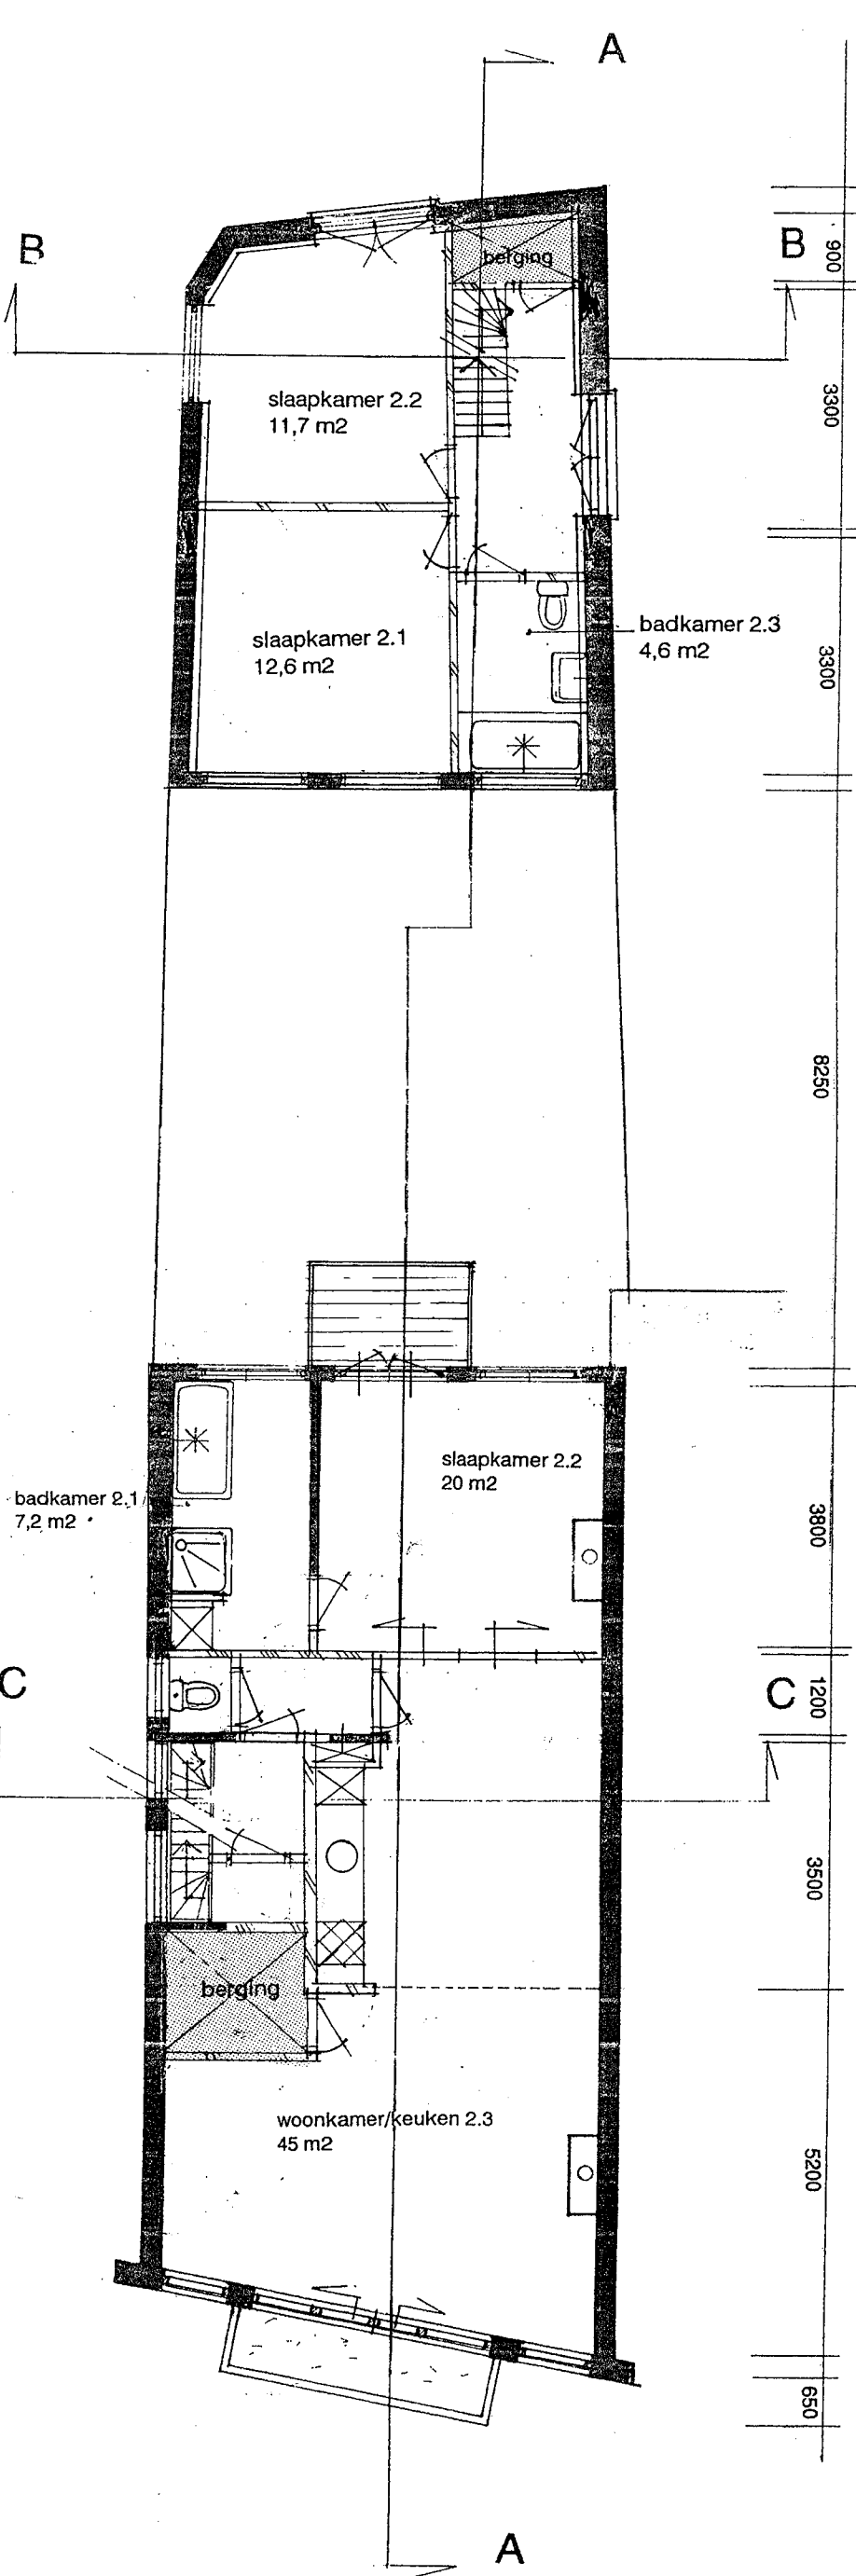 A
B
B
berging
900
3300
slaapkamer 2.2
11,7 m2
slaapkamer 2.1
12,6 m2
badkamer 2.3
4,6 m2
3300
8250
slaapkamer 2.2
20 m2
badkamer 2.1
7,2 m2
3800
C
C
1200
3500
berging
woonkamer/keuken 2.3
45 m2
5200
650
A